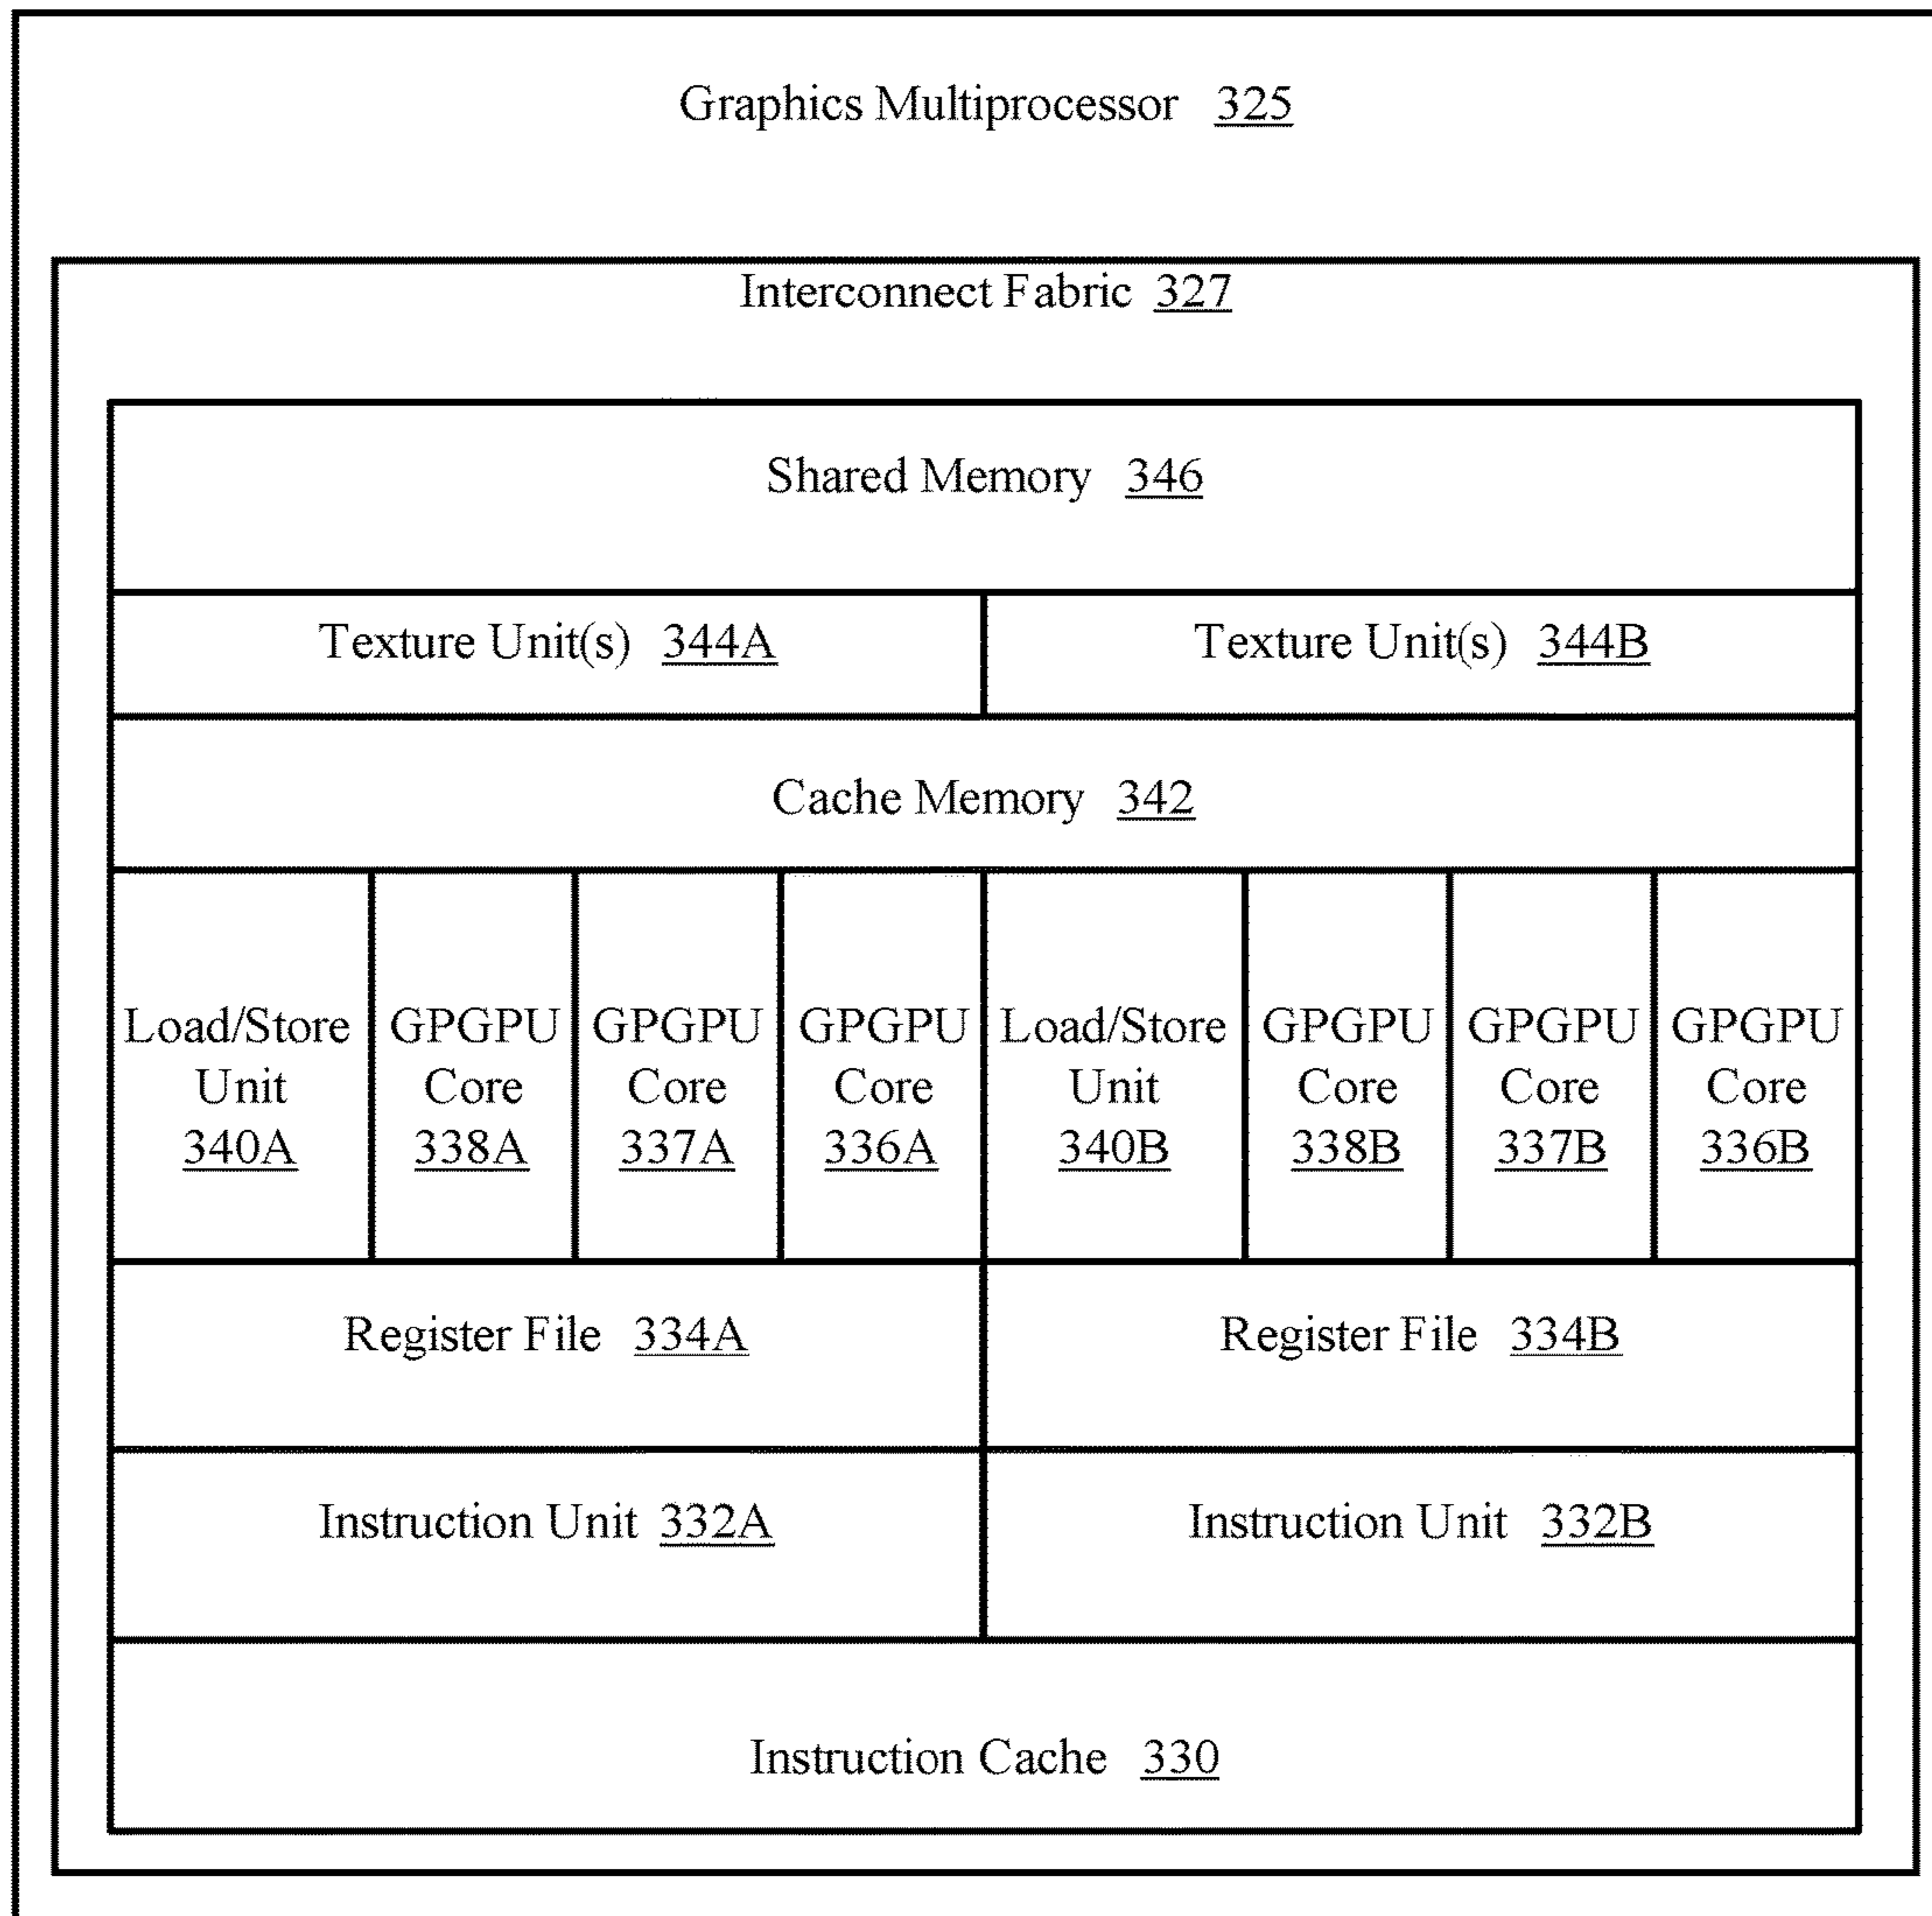 Graphics Multiprocessor 325
Interconnect Fabric 327
Shared Memory 346
Texture Unit(s) 344A
Texture Unit(s) 344B
Cache Memory 342
Load/Store
Unit
340A
GPGPU
Core
338A
GPGPU
Core
337A
GPGPU
Core
336A
Load/Store
Unit
340B
GPGPU
Core
338B
GPGPU
Core
337B
GPGPU
Core
336B
Register File 334A
Register File 334B
Instruction Unit 332A
Instruction Unit 332B
Instruction Cache 330